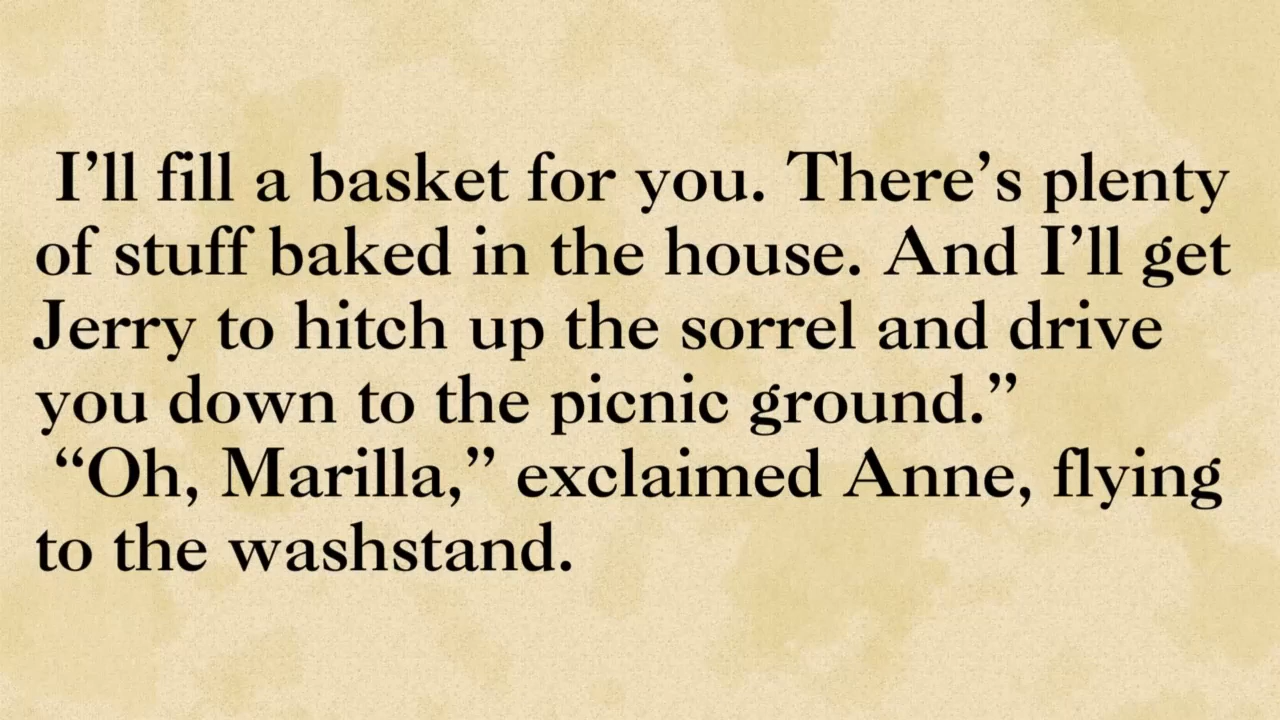 I’ll fill a basket for you. There’s plenty
of stuff baked in the house. And I’ll get
Jerry to hitch up the sorrel and drive
you down to the picnic ground.”
“Oh, Marilla,” exclaimed Anne, flying
to the washstand.